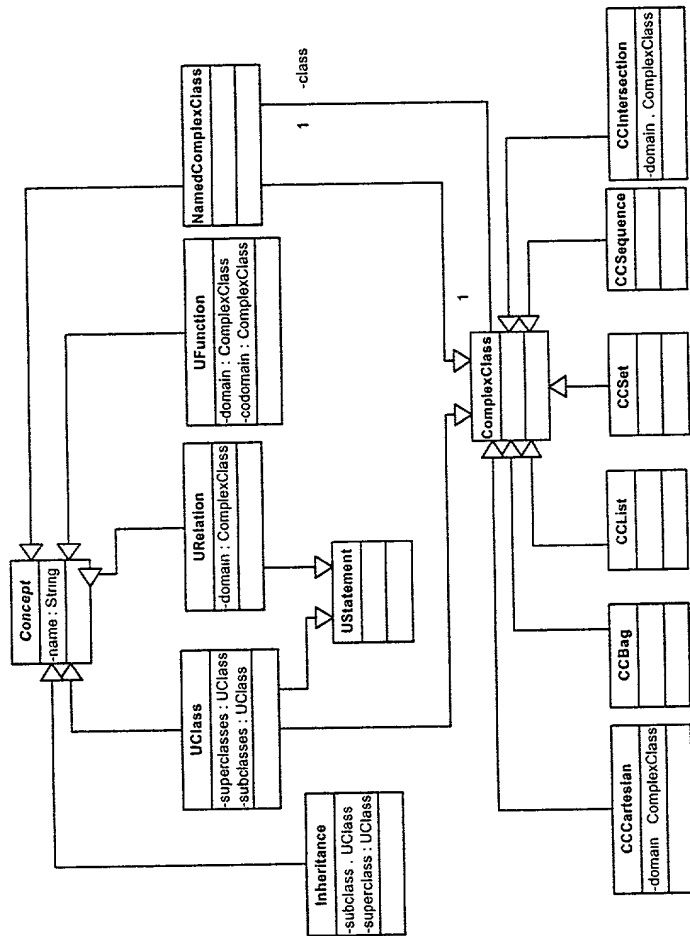 Concept
-name : String
Inheritance
-subclass . UClass
-superclass : UClass
UClass
-superclasses : UClass
-subclasses : UClass
URelation
-domain : ComplexClass
UFunction
-domain : ComplexClass
-codomain : ComplexClass
NamedComplexClass
1
-class
UStatement
1
ComplexClass
CCCartesian
-domain ComplexClass
CCBag
CCList
CCSet
CCSequence
CCIntersection
-domain . ComplexClass